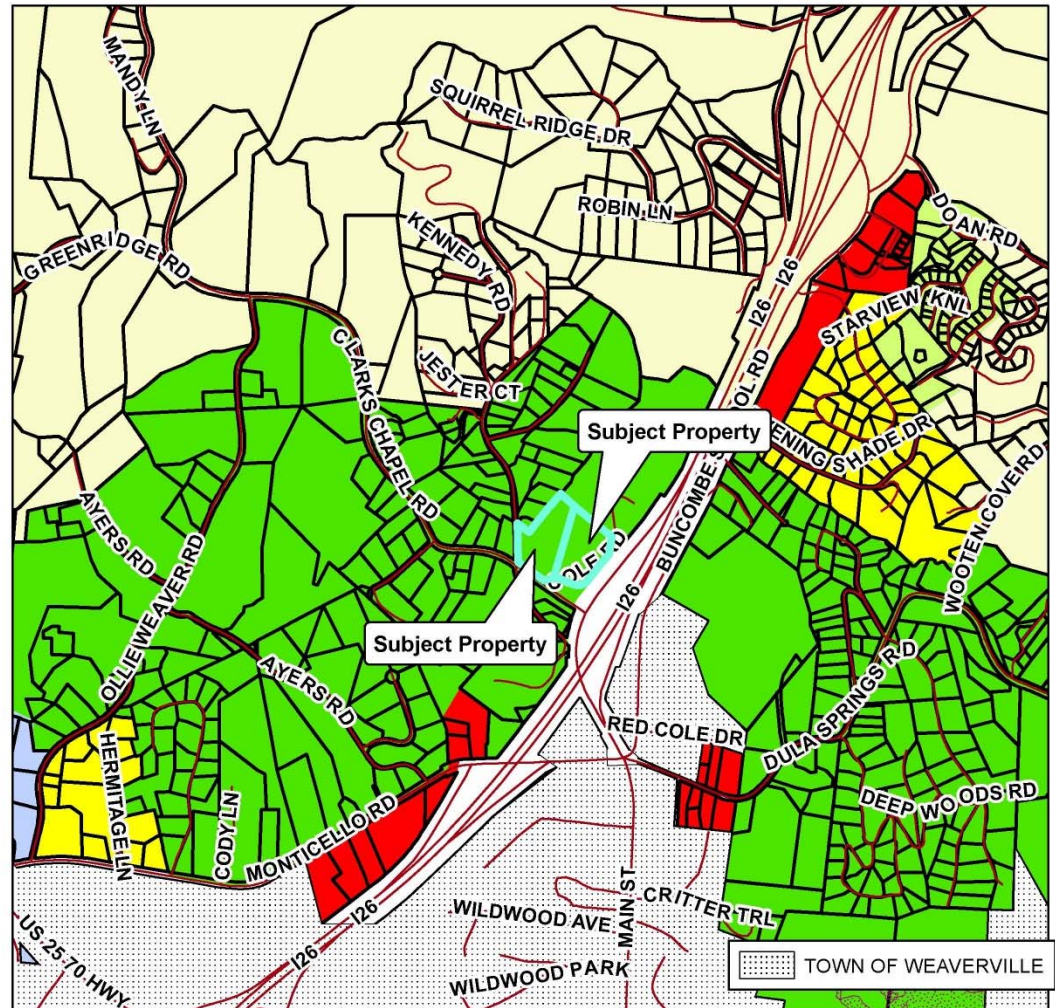 MANDY LN
SQUIRREL RIDGE DR
ROBIN LN
DOAN RD
KENNEDY RD
I26
I26
GREENRIDGE RD
STARVIEW KNL
CLARKS CHAPEL RD
JESTER CT
Subject Property
ENING SHADE DR
BUNCOMBE S OOL RD
WOOTEN COVE RD
AYERS RD
OLLIE WEAVER RD
COLE RD
I26
Subject Property
AYERS RD
RED COLE DR
DULA SPRINGS RD
HERMITAGE LN
CODY LN
MONTICELLO RD
DEEP WOODS RD
MAIN ST
CRITTER TRL
WILDWOOD AVE
US 25 70 HWY
I26
WILDWOOD PARK
TOWN OF WEAVERVILLE